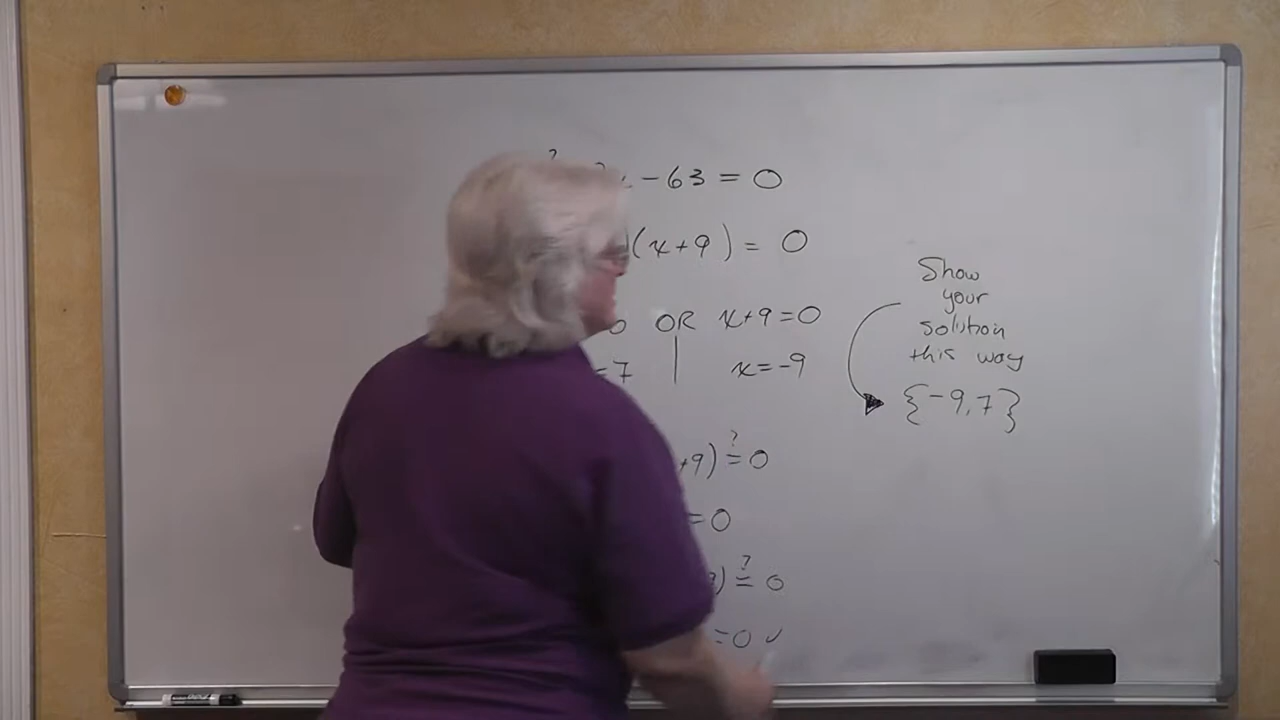 - 63 = 0
(x+9) = 0
0 OR x+9=0
=7 x=-9
+9) ?= 0
=0
9) ?= 0
=0 ✓
Show
your
solution
this way
{-9,7}